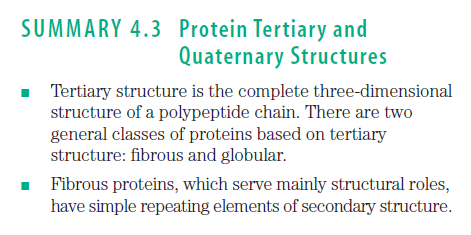 SUMMARY 4.3 Protein Tertiary and
Quaternary Structures
■ Tertiary structure is the complete three-dimensional
structure of a polypeptide chain. There are two
general classes of proteins based on tertiary
structure: fibrous and globular.
■ Fibrous proteins, which serve mainly structural roles,
have simple repeating elements of secondary structure.